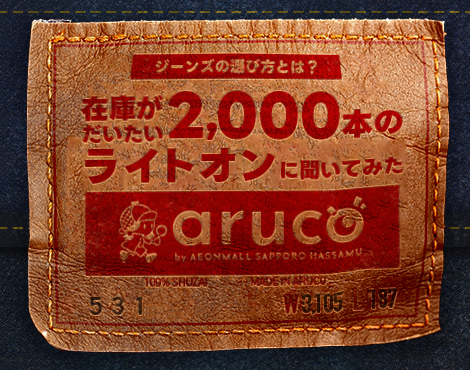 ジーンズの選び方とは?
在庫が
だいたい2,000本の
ライトオンに聞いてみた
aruco
by AEONMALL SAPPORO HASSAMU
100% SHUZAI MADE IN ARUCO
531 W3,105 L187